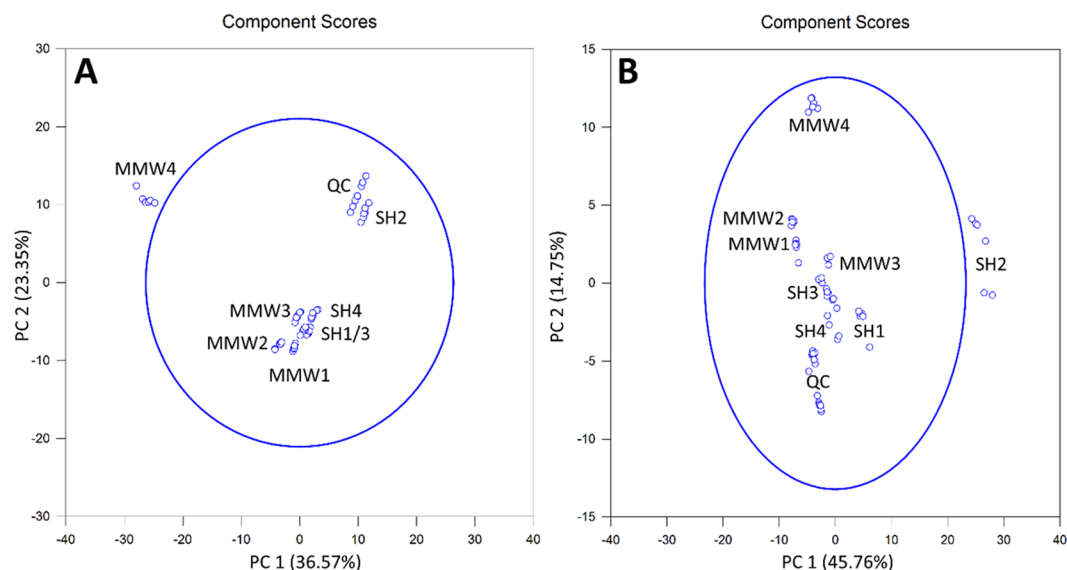 Component Scores
A
30
20
10
0
-10
-20
-30
PC 2 (23.35%)
MMW4
QC
SH2
MMW3
SH4
SH1/3
MMW2
MMW1
-40
-30
-20
-10
0
10
20
30
40
PC 1 (36.57%)
Component Scores
B
15
10
5
0
-5
-10
-15
PC 2 (14.75%)
MMW4
MMW2
MMW1
MMW3
SH2
SH3
SH4
SH1
QC
-40
-30
-20
-10
0
10
20
30
40
PC 1 (45.76%)